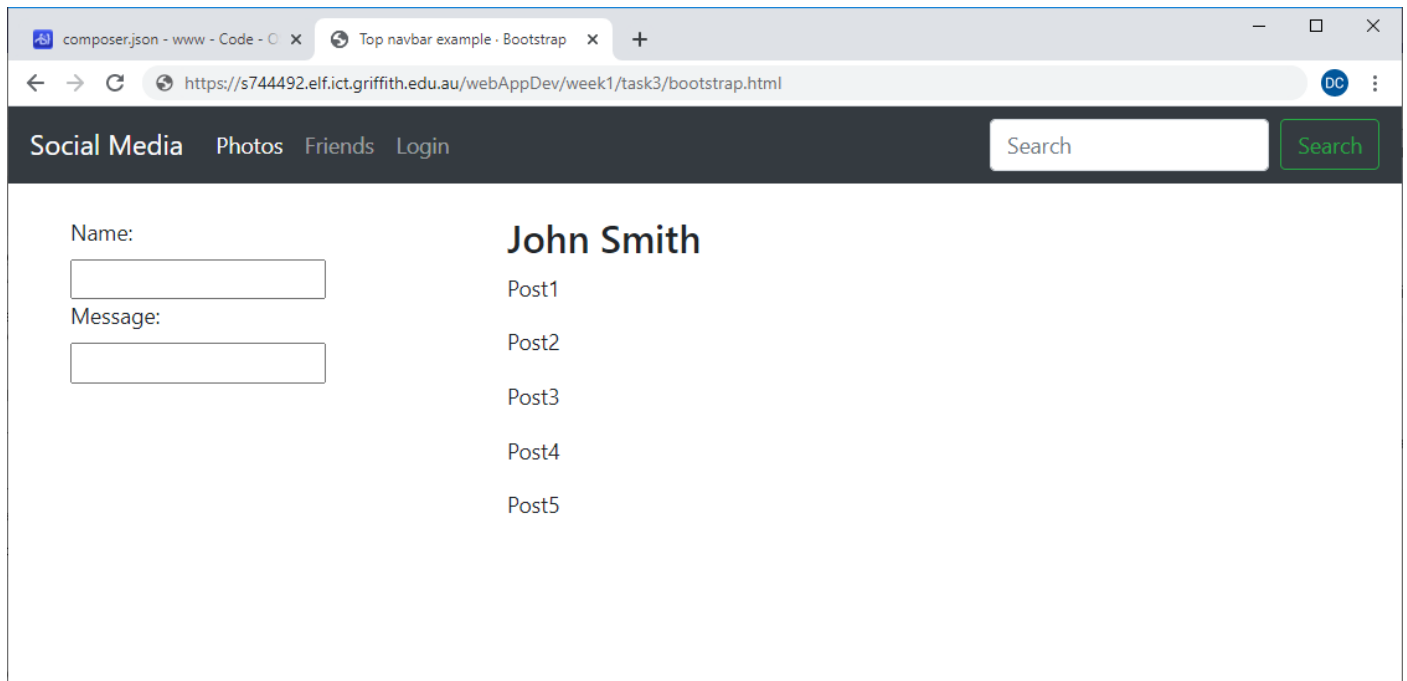 composer.json - www - Code - O
Top navbar example · Bootstrap
https://s744492.elf.ict.griffith.edu.au/webAppDev/week1/task3/bootstrap.html
DC
Social Media Photos Friends Login Search Search
Name:
Message:
John Smith
Post1
Post2
Post3
Post4
Post5